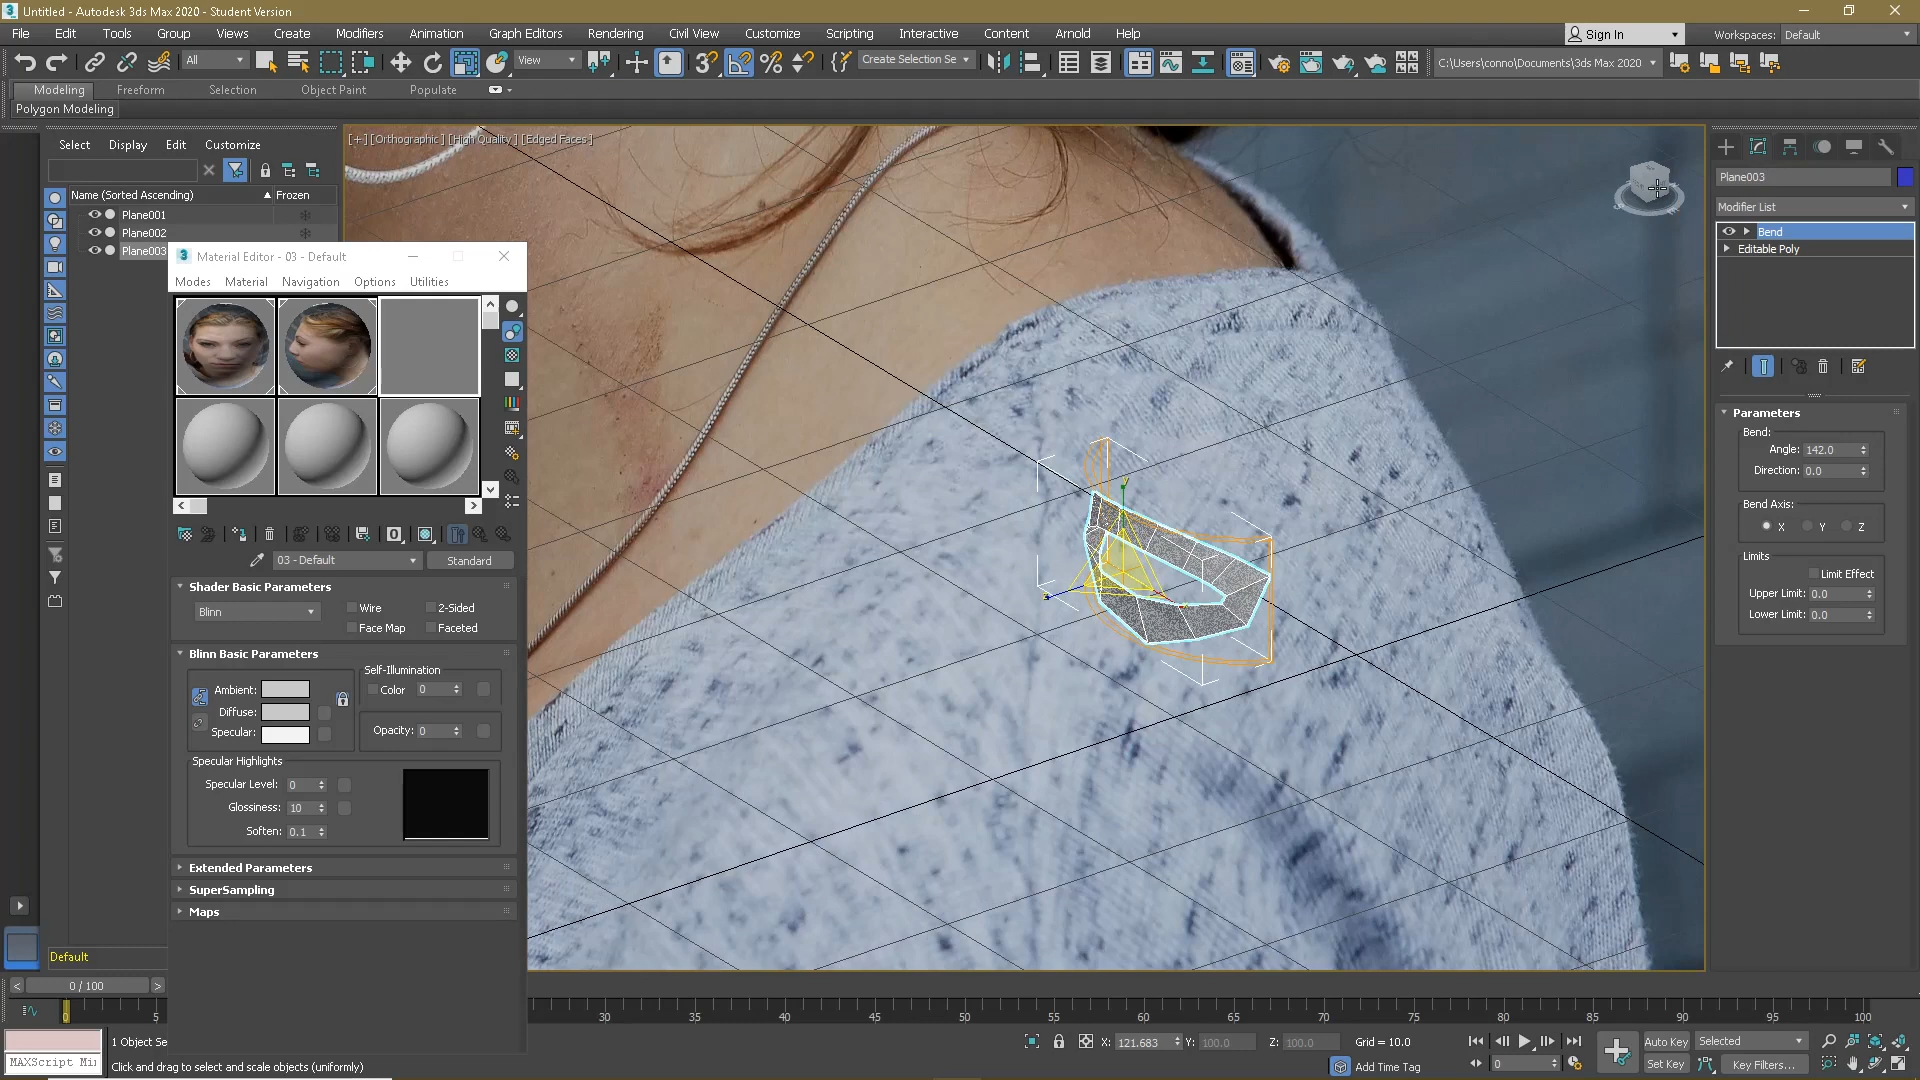 Untitled - Autodesk 3ds Max 2020 - Student Version
File Edit Tools Group Views Create Modifiers Animation Graph Editors Rendering Civil View Customize Scripting Interactive Content Arnold Help
Sign In
Workspaces: Default
All
View
Create Selection Se
C:\Users\conno\Documents\3ds Max 2020
Modeling Freeform Selection Object Paint Populate
Polygon Modeling
Select Display Edit Customize
Name (Sorted Ascending) Frozen
Plane001
Plane002
Plane003
[+] [Orthographic] [High Quality] [Edged Faces]
Material Editor - 03 - Default
Modes Material Navigation Options Utilities
03 - Default
Standard
Shader Basic Parameters
Blinn
Wire
2-Sided
Face Map
Faceted
Blinn Basic Parameters
Self-Illumination
Ambient:
Color 0
Diffuse:
Specular:
Opacity: 0
Specular Highlights
Specular Level: 0
Glossiness: 10
Soften: 0.1
Extended Parameters
SuperSampling
Maps
Plane003
Modifier List
Bend
Editable Poly
Parameters
Bend:
Angle: 142.0
Direction: 0.0
Bend Axis:
X Y Z
Limits
Limit Effect
Upper Limit: 0.0
Lower Limit: 0.0
Default
< 0 / 100 >
0 5 30 35 40 45 50 55 60 65 70 75 80 85 90 95 100
1 Object Se
X: 121.683 Y: 100.0 Z: 100.0 Grid = 10.0
Auto Key
Selected
MAXScript Mi
Click and drag to select and scale objects (uniformly)
Add Time Tag
0
Set Key
Key Filters...